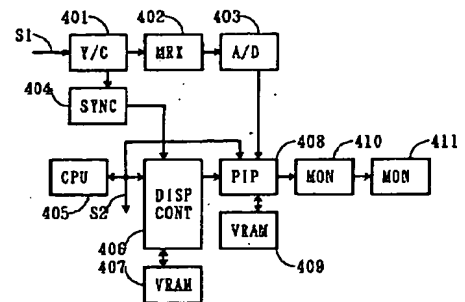 401
402
403
S1
Y/C
MRX
A/D
404
SYNC
408
410
411
CPU
DISP
CONT
PIP
MON
MON
405
S2
406
VRAM
409
407
VRAM